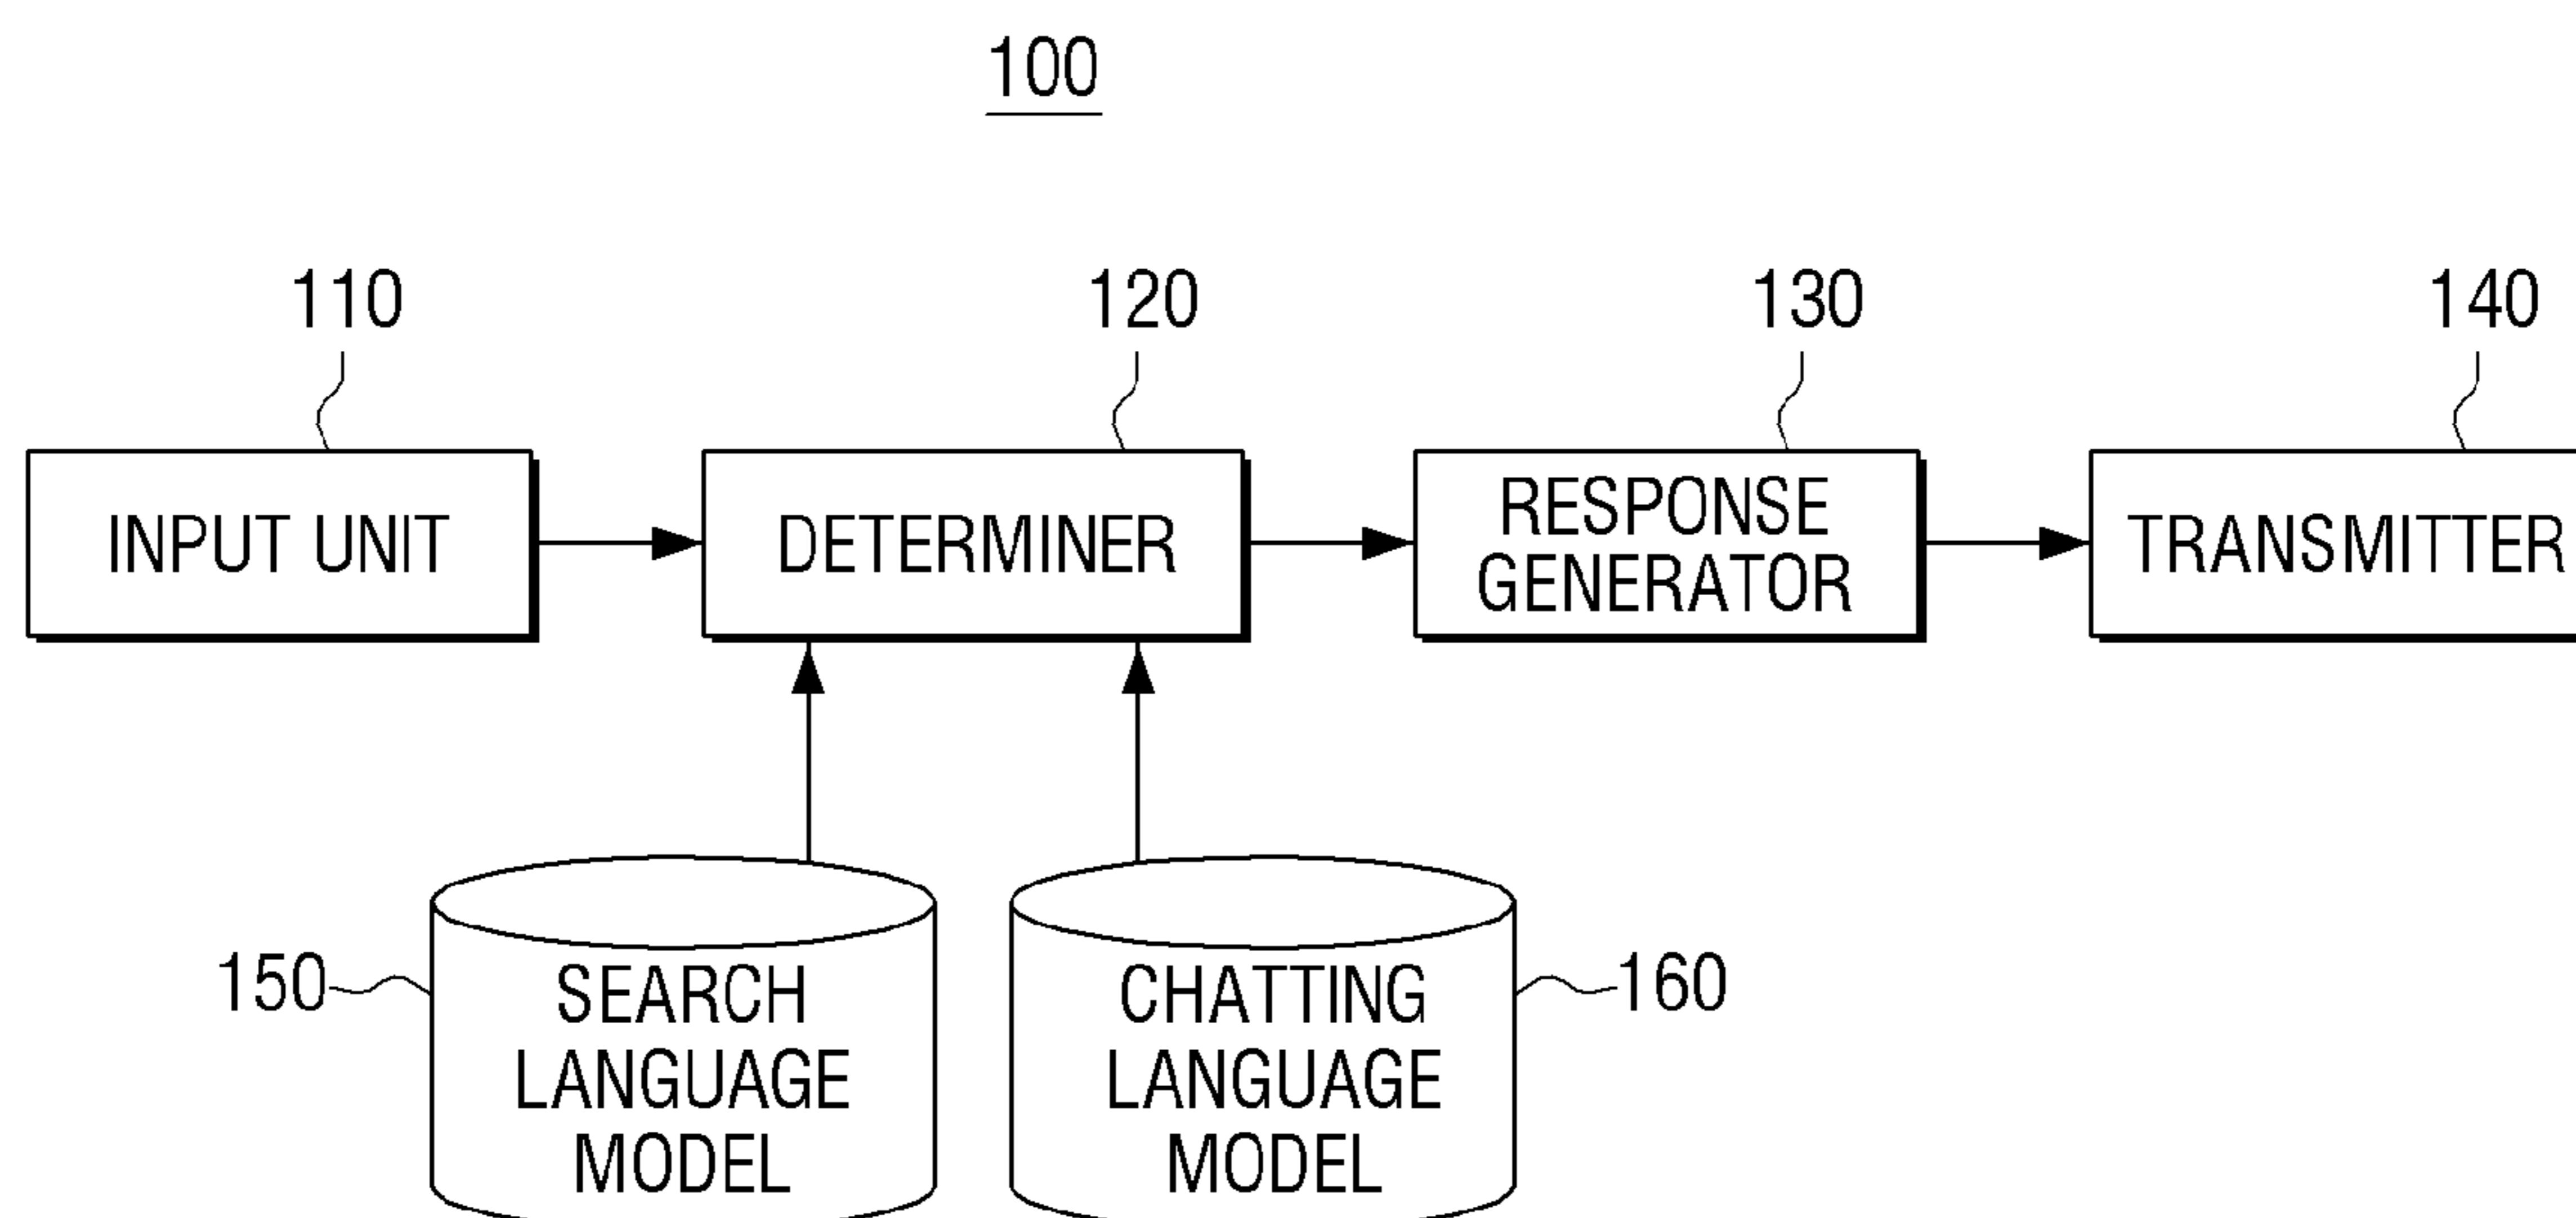 100
110
120
130
140
INPUT UNIT
DETERMINER
RESPONSE
GENERATOR
TRANSMITTER
150
SEARCH
LANGUAGE
MODEL
CHATTING
LANGUAGE
MODEL
160